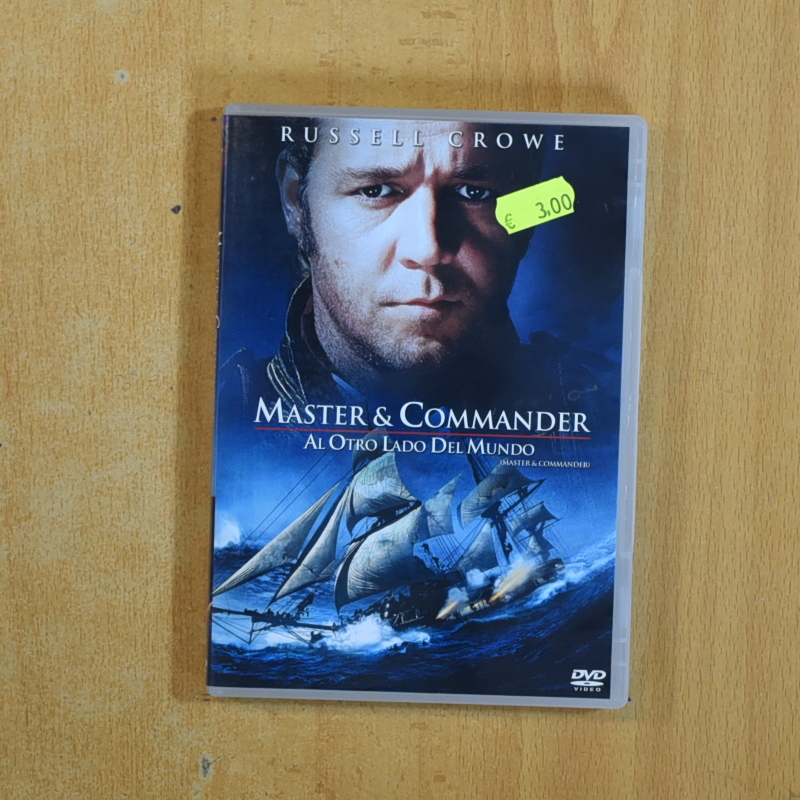 RUSSELL CROWE
€ 3,00
MASTER & COMMANDER
AL OTRO LADO DEL MUNDO
(MASTER & COMMANDER)
DVD
VIDEO